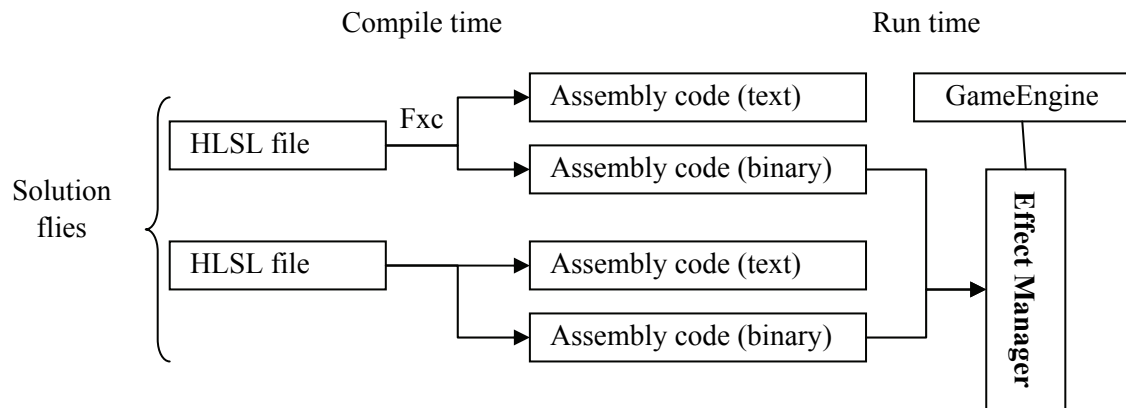 Compile time
Run time
Assembly code (text)
GameEngine
Fxc
HLSL file
Assembly code (binary)
Solution
flies
HLSL file
Assembly code (text)
Assembly code (binary)
Effect Manager